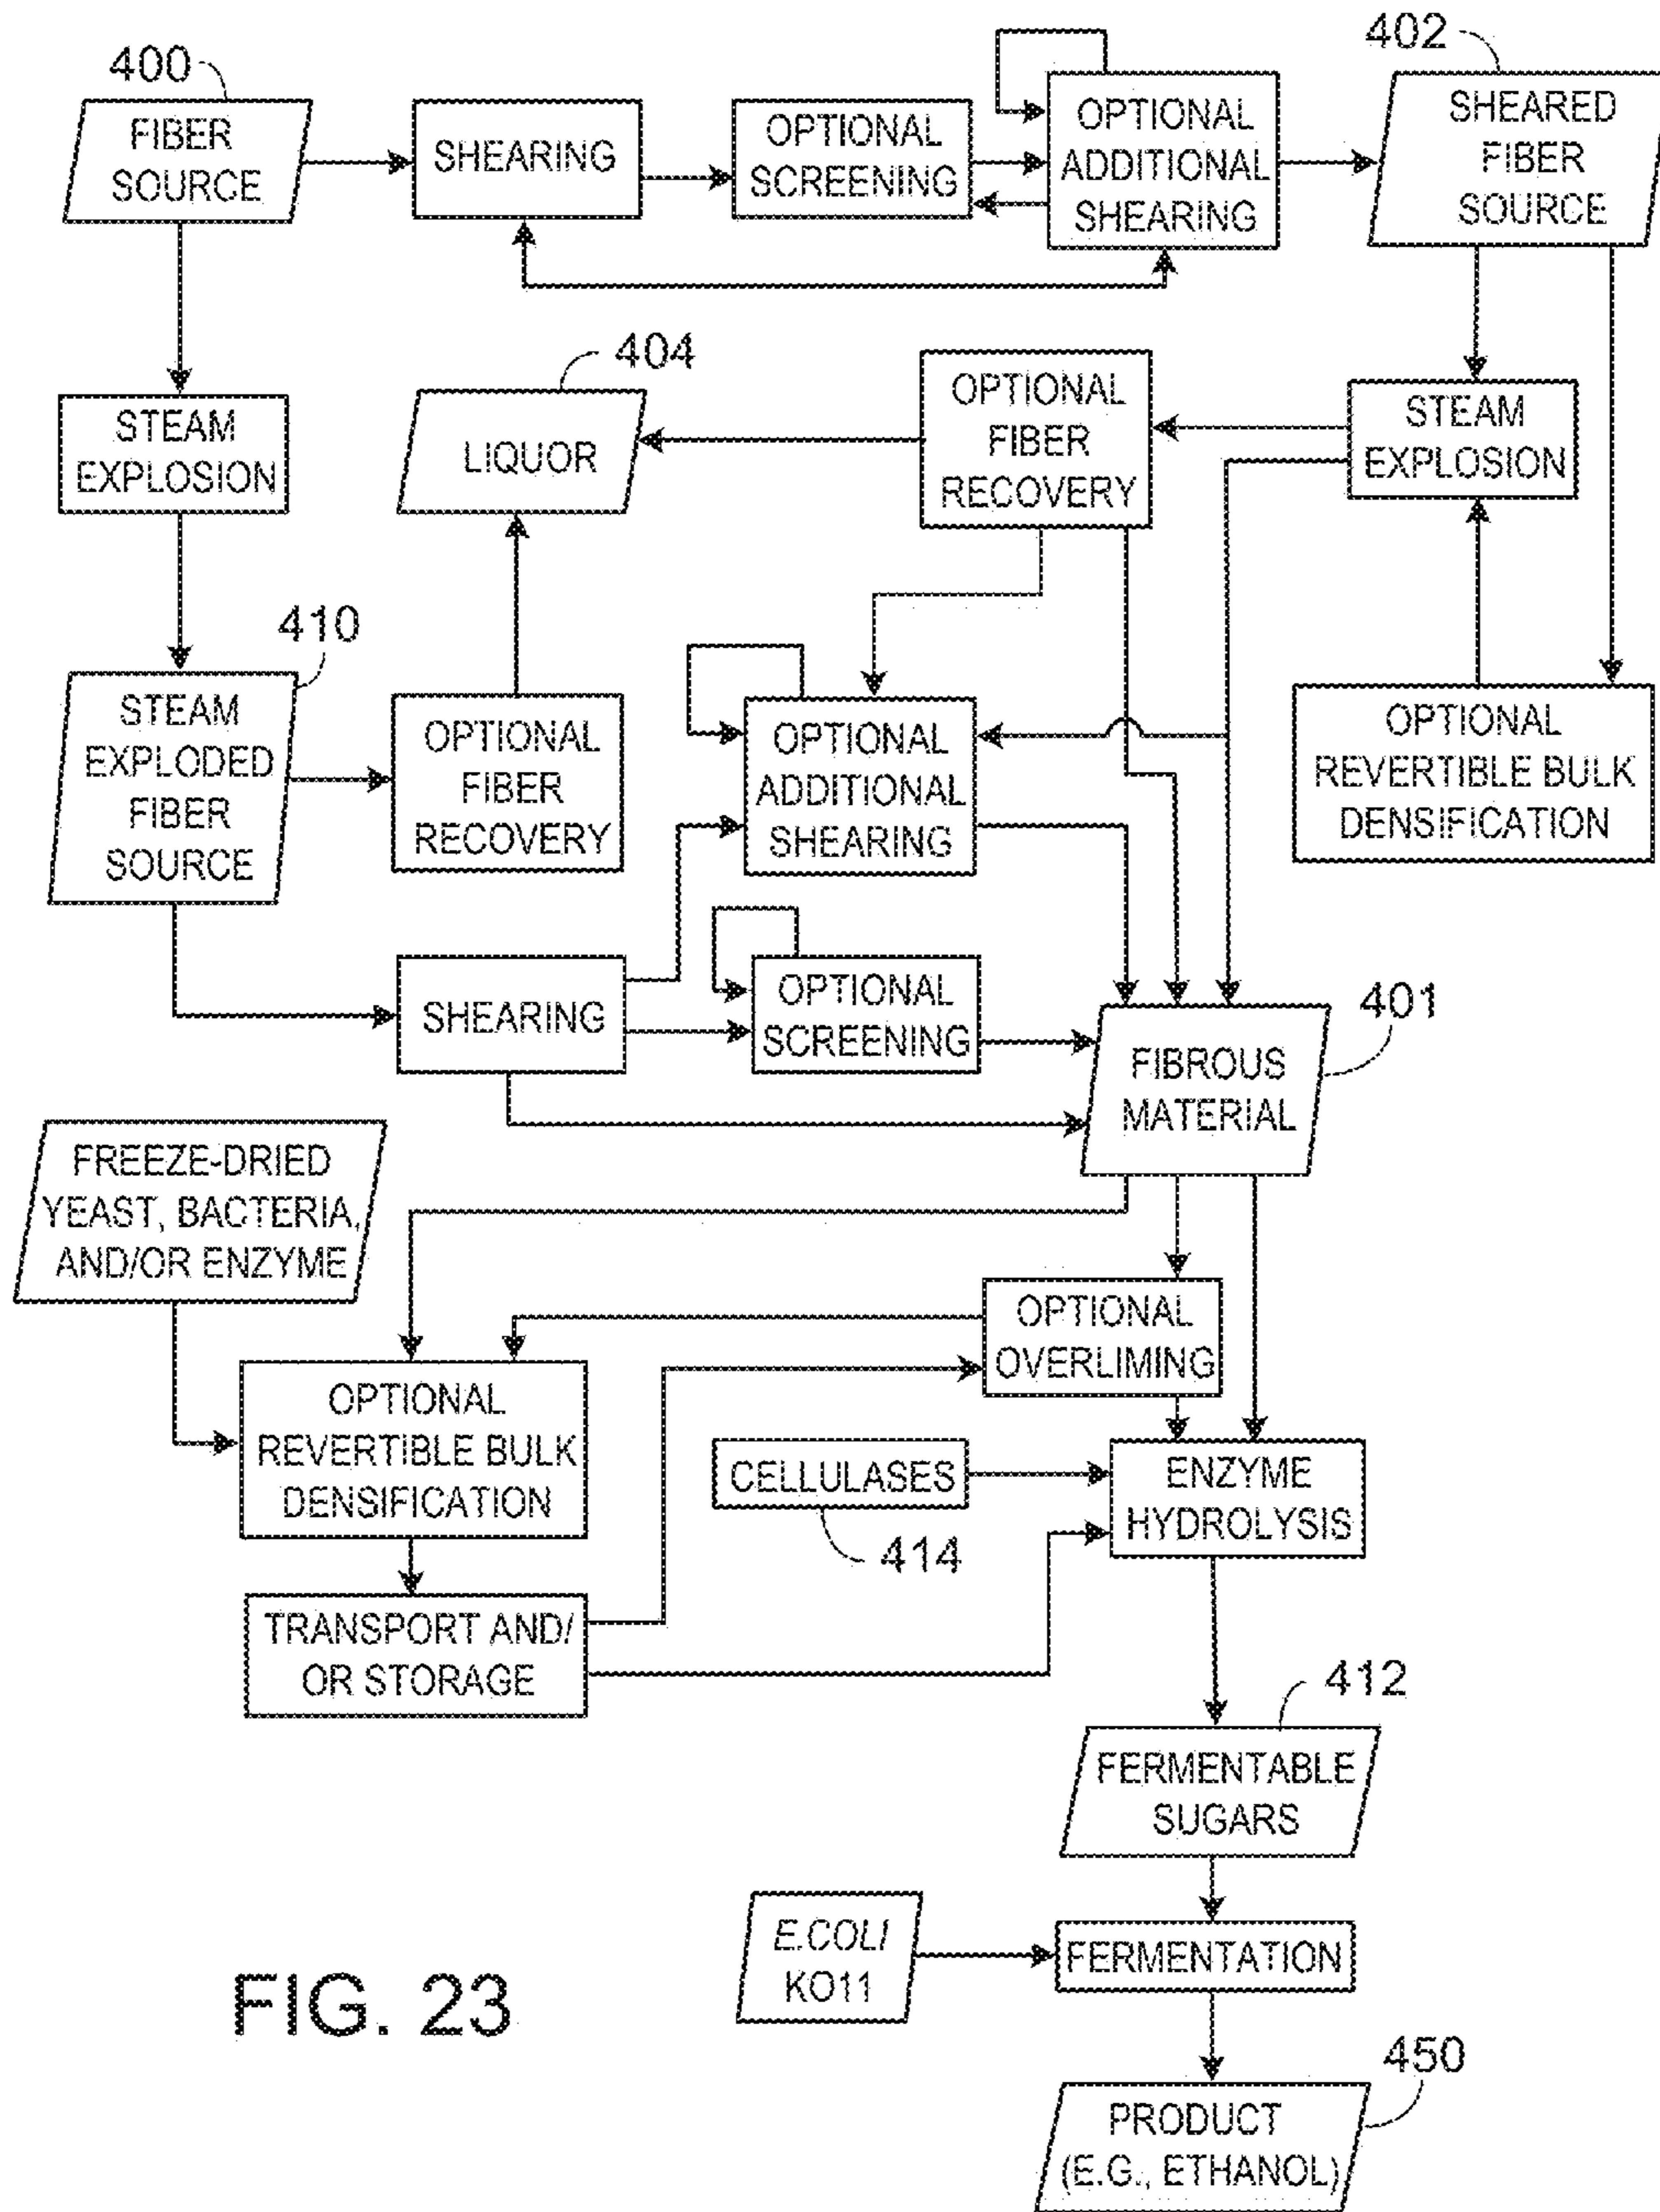 400
FIBER
SOURCE
SHEARING
OPTIONAL
SCREENING
OPTIONAL
ADDITIONAL
SHEARING
402
SHEARED
FIBER
SOURCE
STEAM
EXPLOSION
404
LIQUOR
OPTIONAL
FIBER
RECOVERY
STEAM
EXPLOSION
410
STEAM
EXPLODED
FIBER
SOURCE
OPTIONAL
FIBER
RECOVERY
OPTIONAL
ADDITIONAL
SHEARING
OPTIONAL
REVERTIBLE BULK
DENSIFICATION
SHEARING
OPTIONAL
SCREENING
401
FIBROUS
MATERIAL
FREEZE-DRIED
YEAST, BACTERIA,
AND/OR ENZYME
OPTIONAL
OVERLIMING
OPTIONAL
REVERTIBLE BULK
DENSIFICATION
CELLULASES
414
ENZYME
HYDROLYSIS
TRANSPORT AND/
OR STORAGE
412
FERMENTABLE
SUGARS
E.COLI
KO11
FERMENTATION
FIG. 23
450
PRODUCT
(E.G., ETHANOL)